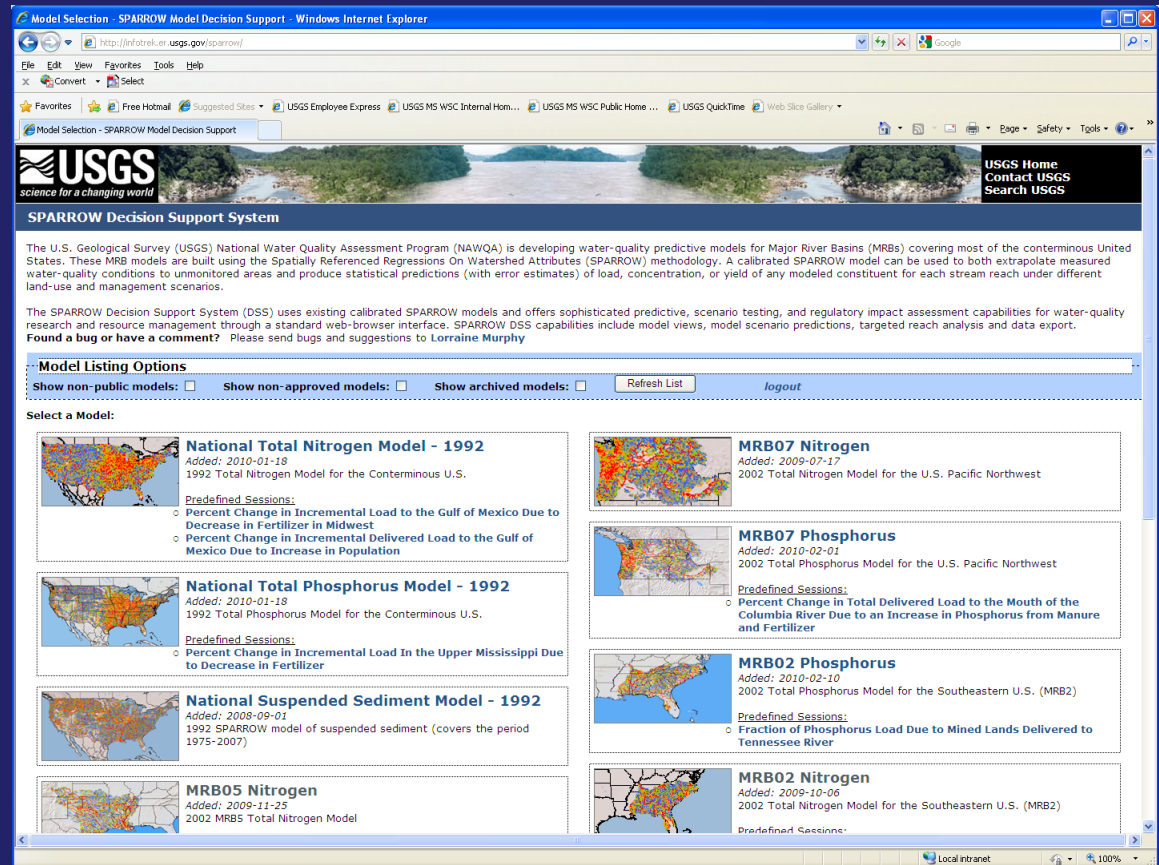 Model Selection - SPARROW Model Decision Support - Windows Internet Explorer
http://infotrek.er.usgs.gov/sparrow/
Google
File Edit View Favorites Tools Help
x Convert Select
Favorites Free Hotmail Suggested Sites USGS Employee Express USGS MS WSC Internal Hom... USGS MS WSC Public Home ... USGS QuickTime Web Slice Gallery
Model Selection - SPARROW Model Decision Support
Page Safety Tools
USGS
science for a changing world
USGS Home
Contact USGS
Search USGS
SPARROW Decision Support System
The U.S. Geological Survey (USGS) National Water Quality Assessment Program (NAWQA) is developing water-quality predictive models for Major River Basins (MRBs) covering most of the conterminous United
States. These MRB models are built using the Spatially Referenced Regressions On Watershed Attributes (SPARROW) methodology. A calibrated SPARROW model can be used to both extrapolate measured
water-quality conditions to unmonitored areas and produce statistical predictions (with error estimates) of load, concentration, or yield of any modeled constituent for each stream reach under different
land-use and management scenarios.
The SPARROW Decision Support System (DSS) uses existing calibrated SPARROW models and offers sophisticated predictive, scenario testing, and regulatory impact assessment capabilities for water-quality
research and resource management through a standard web-browser interface. SPARROW DSS capabilities include model views, model scenario predictions, targeted reach analysis and data export.
Found a bug or have a comment? Please send bugs and suggestions to Lorraine Murphy
Model Listing Options
Show non-public models: Show non-approved models: Show archived models: Refresh List logout
Select a Model:
National Total Nitrogen Model - 1992
Added: 2010-01-18
1992 Total Nitrogen Model for the Conterminous U.S.
Predefined Sessions:
Percent Change in Incremental Load to the Gulf of Mexico Due to
Decrease in Fertilizer in Midwest
Percent Change in Incremental Delivered Load to the Gulf of
Mexico Due to Increase in Population
National Total Phosphorus Model - 1992
Added: 2010-01-18
1992 Total Phosphorus Model for the Conterminous U.S.
Predefined Sessions:
Percent Change in Incremental Load In the Upper Mississippi Due
to Decrease in Fertilizer
National Suspended Sediment Model - 1992
Added: 2008-09-01
1992 SPARROW model of suspended sediment (covers the period
1975-2007)
MRB05 Nitrogen
Added: 2009-11-25
2002 MRB5 Total Nitrogen Model
MRB07 Nitrogen
Added: 2009-07-17
2002 Total Nitrogen Model for the U.S. Pacific Northwest
MRB07 Phosphorus
Added: 2010-02-01
2002 Total Phosphorus Model for the U.S. Pacific Northwest
Predefined Sessions:
Percent Change in Total Delivered Load to the Mouth of the
Columbia River Due to an Increase in Phosphorus from Manure
and Fertilizer
MRB02 Phosphorus
Added: 2010-02-10
2002 Total Phosphorus Model for the Southeastern U.S. (MRB2)
Predefined Sessions:
Fraction of Phosphorus Load Due to Mined Lands Delivered to
Tennessee River
MRB02 Nitrogen
Added: 2009-10-06
2002 Total Nitrogen Model for the Southeastern U.S. (MRB2)
Predefined Sessions:
Local intranet 100%